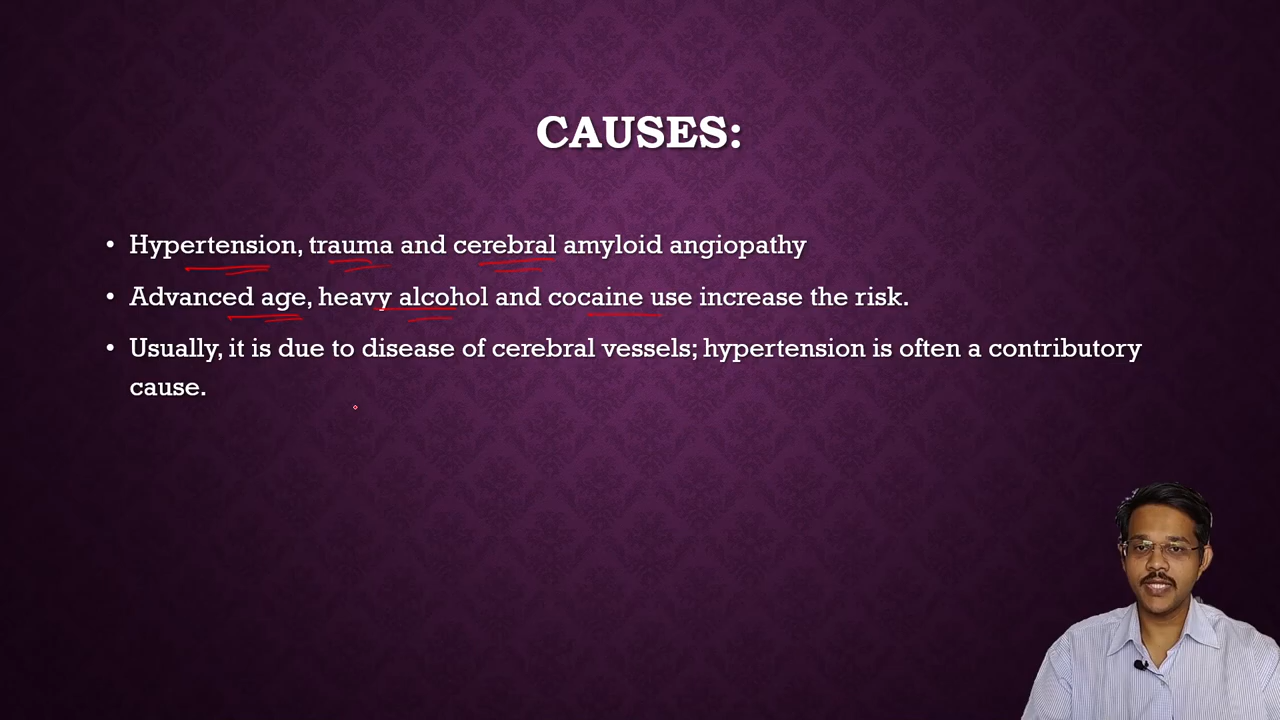 CAUSES:
• Hypertension, trauma and cerebral amyloid angiopathy
• Advanced age, heavy alcohol and cocaine use increase the risk.
• Usually, it is due to disease of cerebral vessels; hypertension is often a contributory
cause.